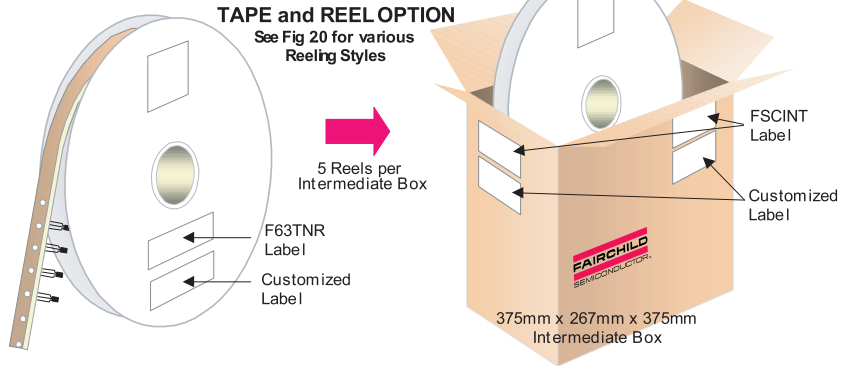 TAPE and REEL OPTION
See Fig 20 for various
Reeling Styles
5 Reels per
Intermediate Box
F63TNR
Label
Customized
Label
FSCINT
Label
Customized
Label
FAIRCHILD
SEMICONDUCTOR™
375mm x 267mm x 375mm
Intermediate Box